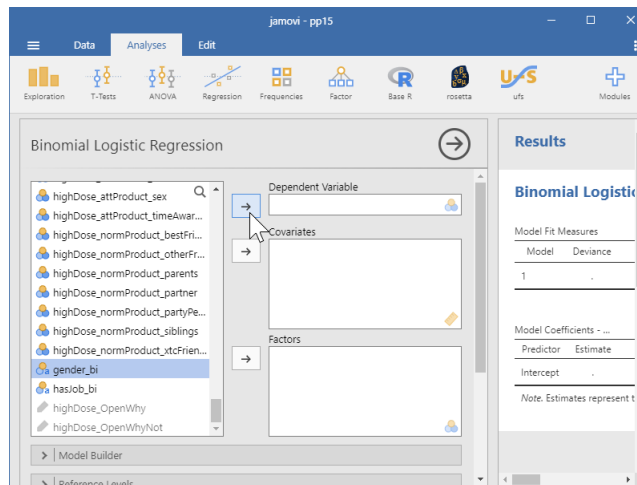 jamovi - pp15
Data Analyses Edit
Exploration T-Tests ANOVA Regression Frequencies Factor Base R rosetta ufs Modules
Binomial Logistic Regression
highDose_attProduct_sex
highDose_attProduct_timeAwar...
highDose_normProduct_bestFri...
highDose_normProduct_otherFr...
highDose_normProduct_parents
highDose_normProduct_partner
highDose_normProduct_partyPe...
highDose_normProduct_siblings
highDose_normProduct_xtcFrien...
gender_bi
hasJob_bi
highDose_OpenWhy
highDose_OpenWhyNot
Dependent Variable
Covariates
Factors
Model Builder
Reference Levels
Results
Binomial Logistic
Model Fit Measures
Model Deviance
1 .
Model Coefficients - ...
Predictor Estimate
Intercept .
Note. Estimates represent t